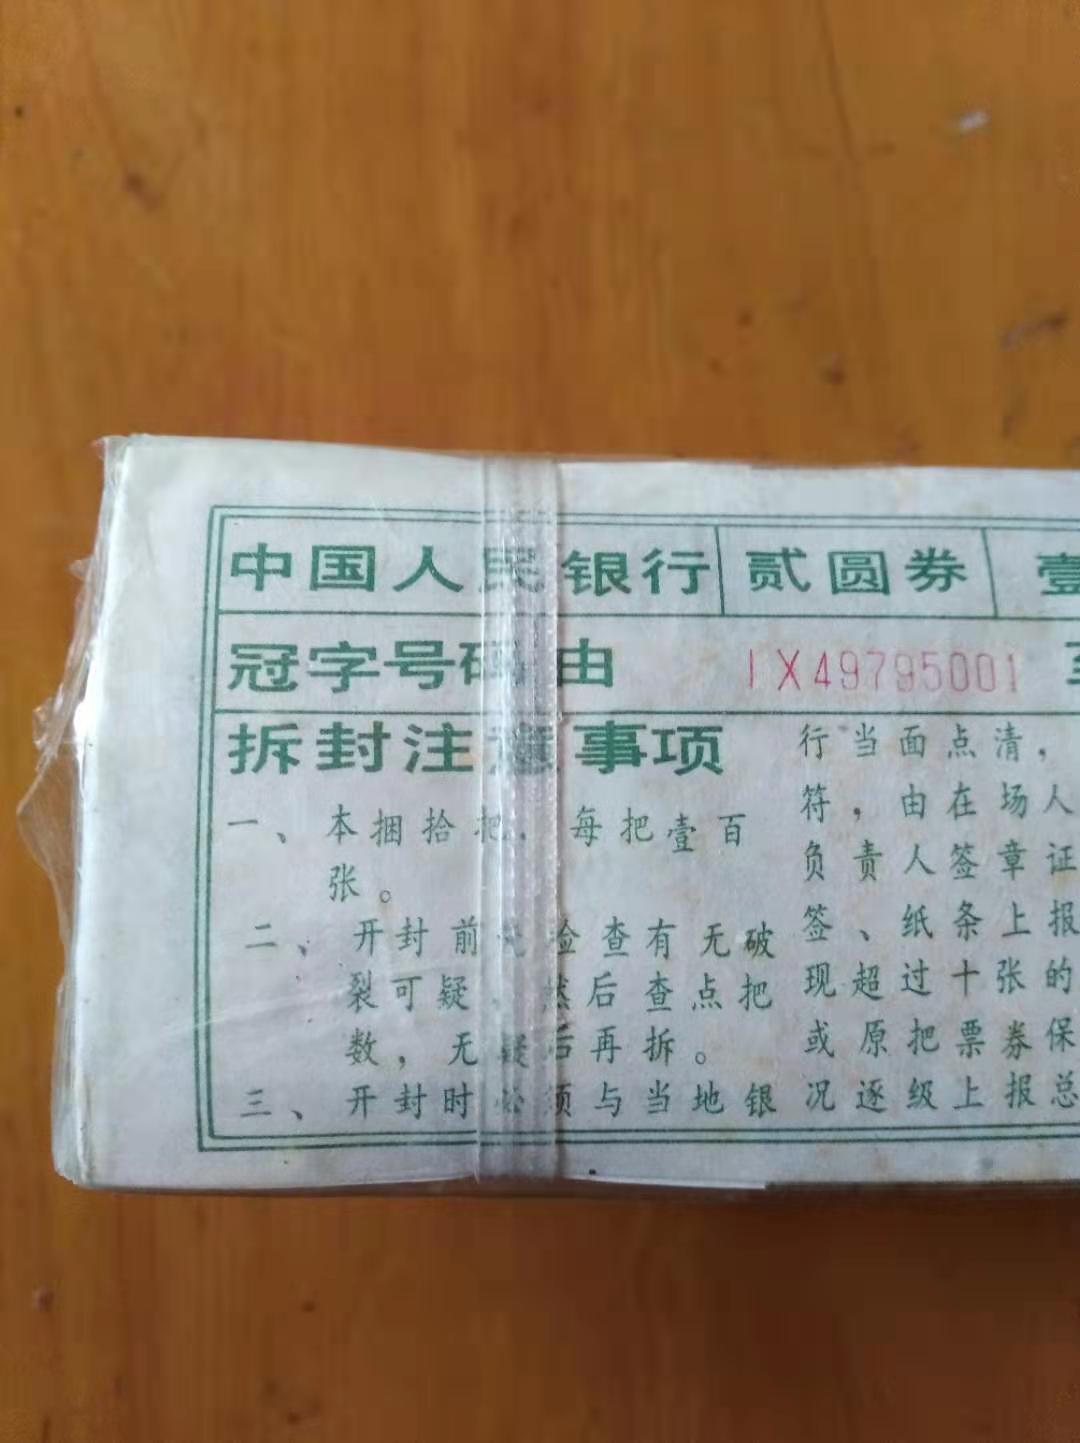 中国人民银行 贰圆券 壹
冠字号码由 IX49795001 至
拆封注意事项
一、本捆拾把,每把壹百
张。
二、开封前先检查有无破
裂可疑,然后查点把
数,无疑后再拆。
三、开封时必须与当地银
行当面点清,
符,由在场人
负责人签章证
签、纸条上报
现超过十张的
或原把票券保
况逐级上报总